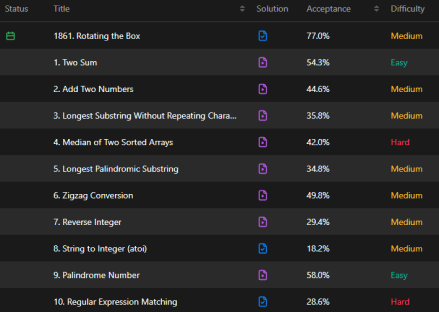 Status Title Solution Acceptance Difficulty
1861. Rotating the Box 77.0% Medium
1. Two Sum 54.3% Easy
2. Add Two Numbers 44.6% Medium
3. Longest Substring Without Repeating Chara... 35.8% Medium
4. Median of Two Sorted Arrays 42.0% Hard
5. Longest Palindromic Substring 34.8% Medium
6. Zigzag Conversion 49.8% Medium
7. Reverse Integer 29.4% Medium
8. String to Integer (atoi) 18.2% Medium
9. Palindrome Number 58.0% Easy
10. Regular Expression Matching 28.6% Hard